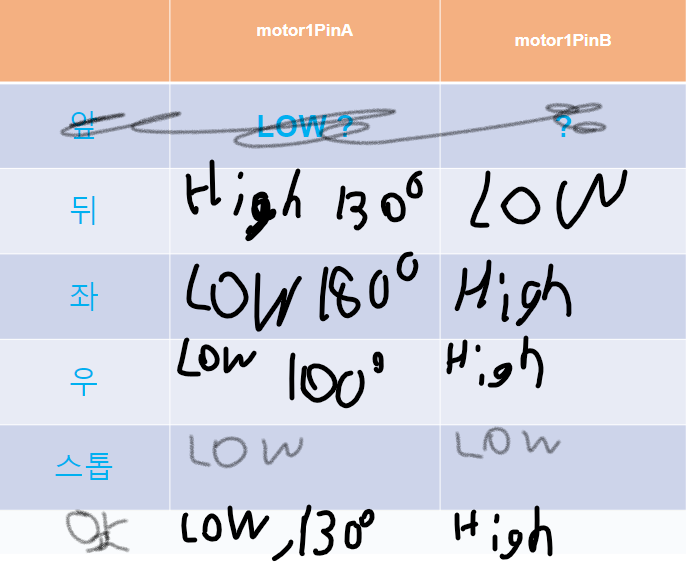 motor1PinA motor1PinB
앞 LOW ? ?
뒤 High 130° LOW
좌 LOW 180° High
우 LOW 100° High
스톱 LOW LOW
앞 LOW, 130° High